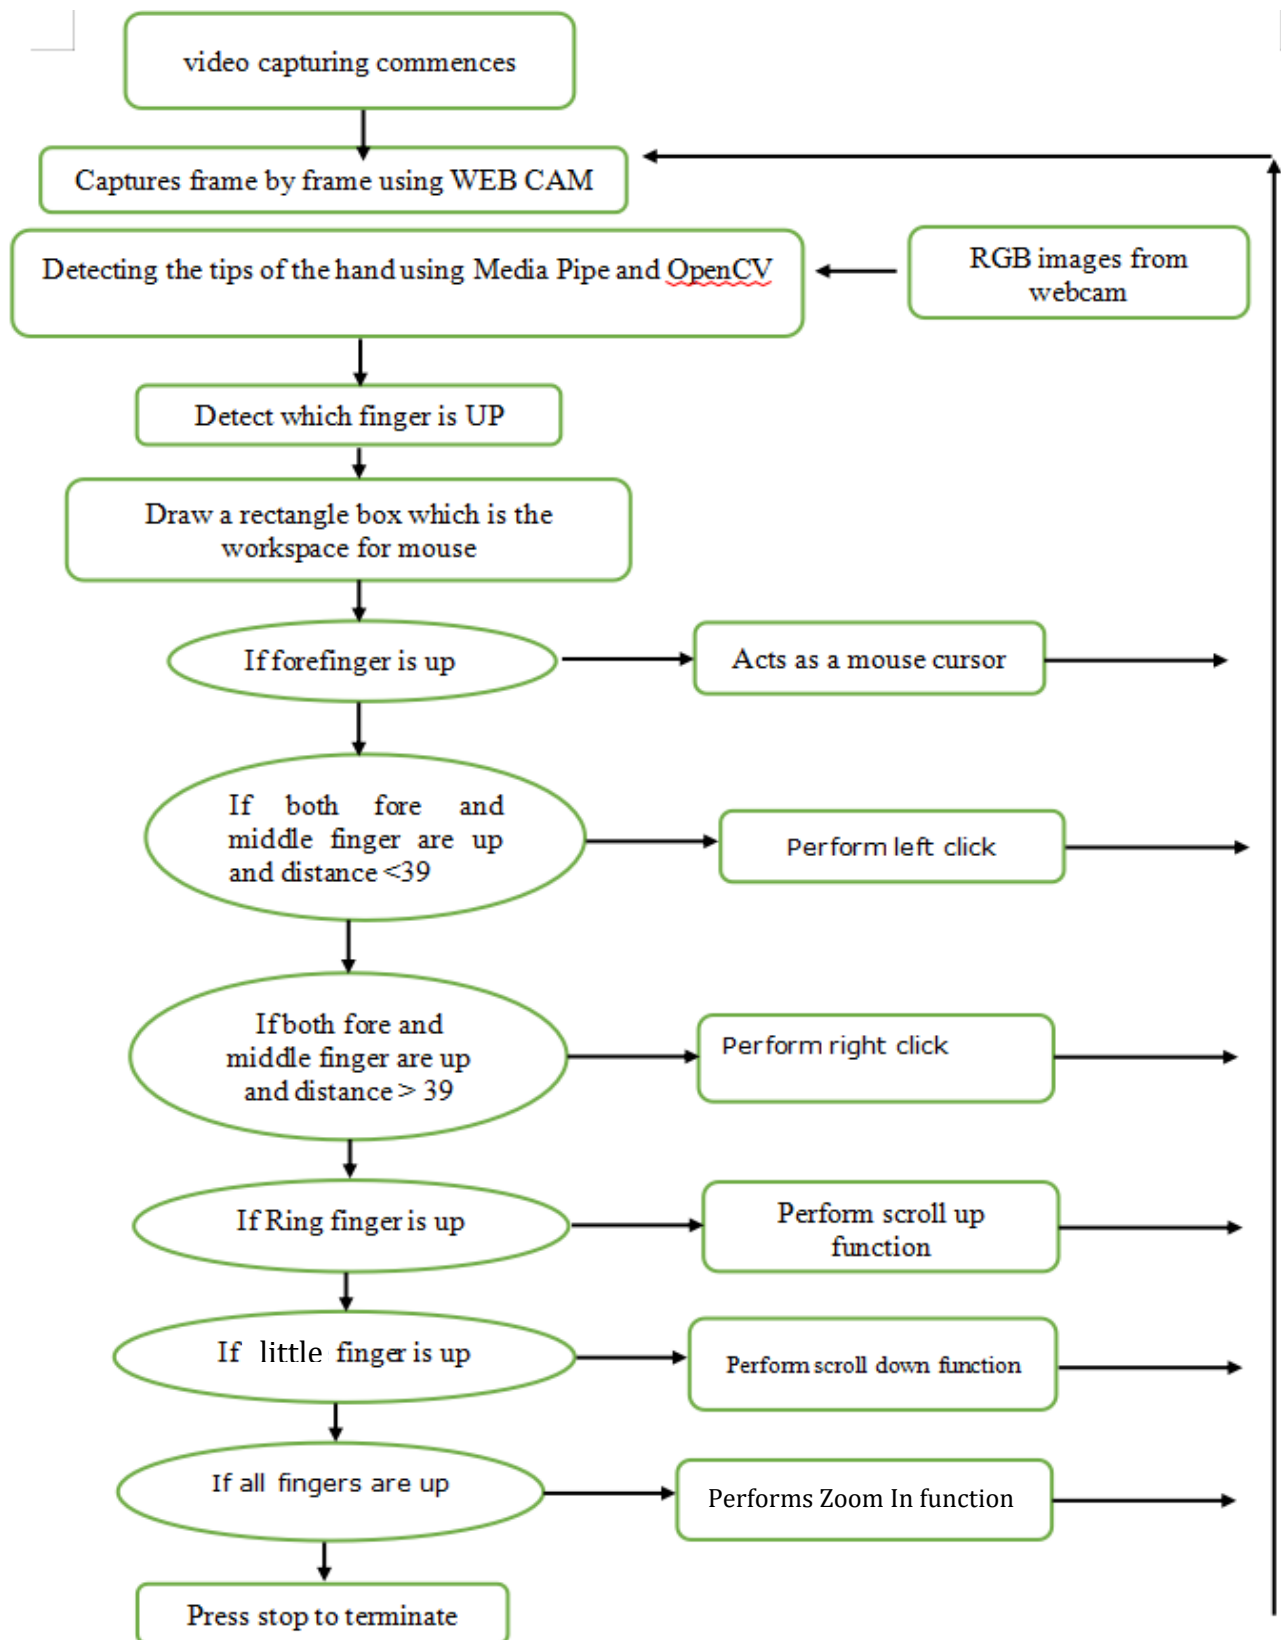 video capturing commences
Captures frame by frame using WEB CAM
Detecting the tips of the hand using Media Pipe and OpenCV
RGB images from
webcam
Detect which finger is UP
Draw a rectangle box which is the
workspace for mouse
If forefinger is up
Acts as a mouse cursor
If both fore and
middle finger are up
and distance <39
Perform left click
If both fore and
middle finger are up
and distance > 39
Perform right click
If Ring finger is up
Perform scroll up
function
If little finger is up
Perform scroll down function
If all fingers are up
Performs Zoom In function
Press stop to terminate